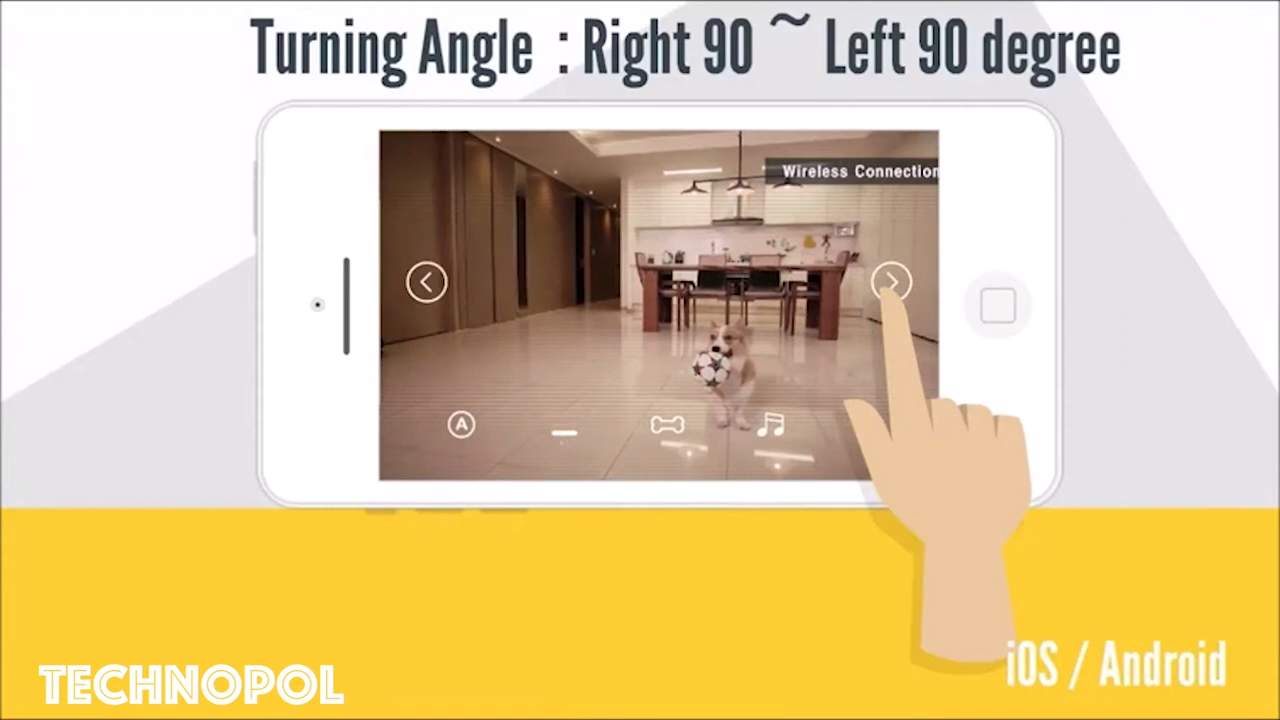 Turning Angle : Right 90 ~ Left 90 degree
Wireless Connection
A
iOS / Android
TECHNOPOL